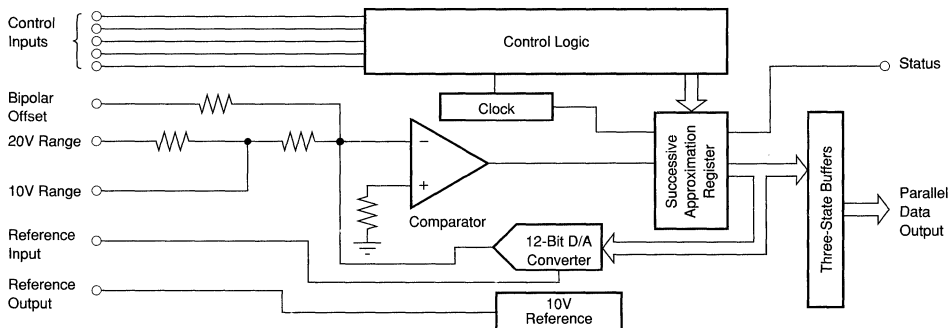 Control
Inputs
Control Logic
Status
Bipolar
Offset
Clock
20V Range
10V Range
−
+
Comparator
Successive
Approximation
Register
Three-State Buffers
Parallel
Data
Output
Reference
Input
12-Bit D/A
Converter
Reference
Output
10V
Reference